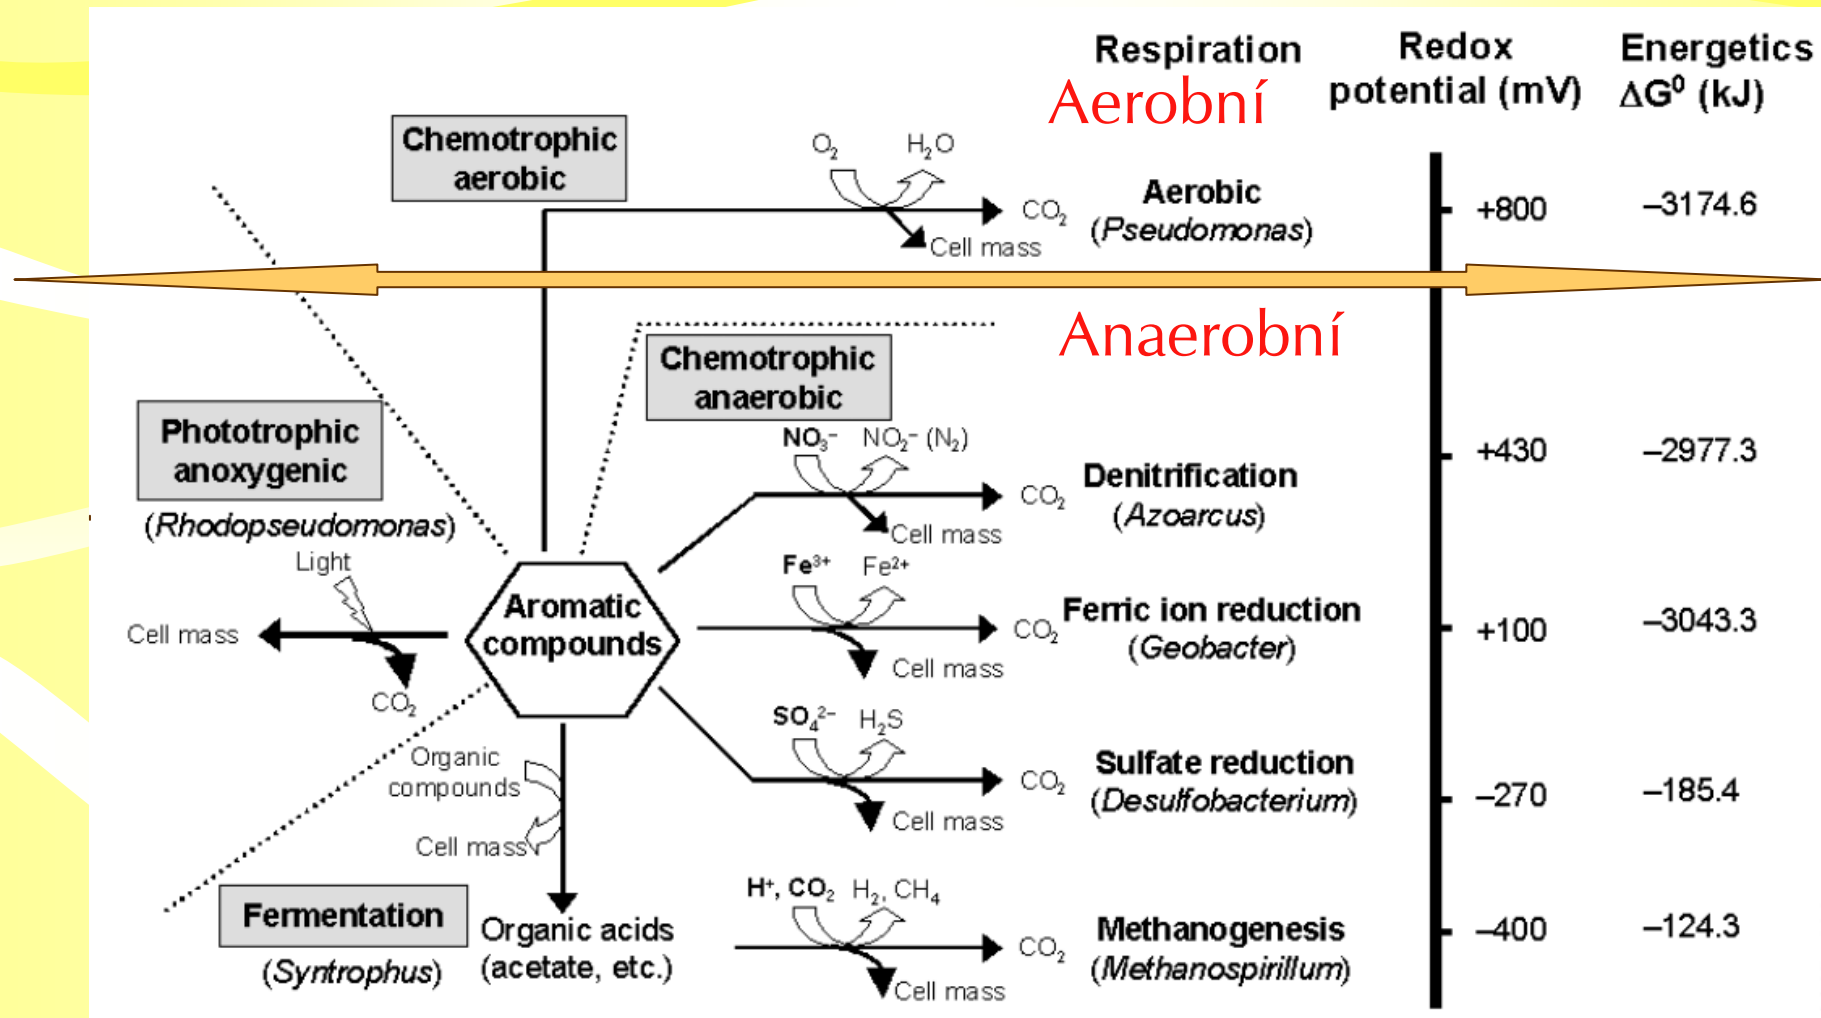 Respiration
Redox
potential (mV)
Energetics
ΔG⁰ (kJ)
Aerobní
Chemotrophic
aerobic
O₂
H₂O
CO₂
Cell mass
Aerobic
(Pseudomonas)
+800
–3174.6
Anaerobní
Chemotrophic
anaerobic
NO₃⁻
NO₂⁻ (N₂)
CO₂
Cell mass
Denitrification
(Azoarcus)
+430
–2977.3
Phototrophic
anoxygenic
(Rhodopseudomonas)
Light
Cell mass
CO₂
Aromatic
compounds
Fe³⁺
Fe²⁺
CO₂
Cell mass
Ferric ion reduction
(Geobacter)
+100
–3043.3
SO₄²⁻
H₂S
CO₂
Cell mass
Sulfate reduction
(Desulfobacterium)
–270
–185.4
Organic
compounds
Cell mass
Fermentation
(Syntrophus)
Organic acids
(acetate, etc.)
H⁺, CO₂
H₂, CH₄
CO₂
Cell mass
Methanogenesis
(Methanospirillum)
–400
–124.3